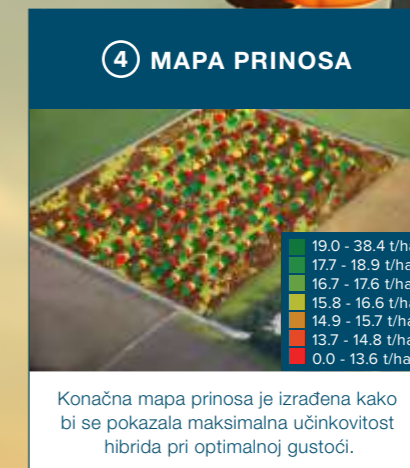 4 MAPA PRINOSA
19.0 - 38.4 t/ha
17.7 - 18.9 t/ha
16.7 - 17.6 t/ha
15.8 - 16.6 t/ha
14.9 - 15.7 t/ha
13.7 - 14.8 t/ha
0.0 - 13.6 t/ha
Konačna mapa prinosa je izrađena kako
bi se pokazala maksimalna učinkovitost
hibrida pri optimalnoj gustoći.